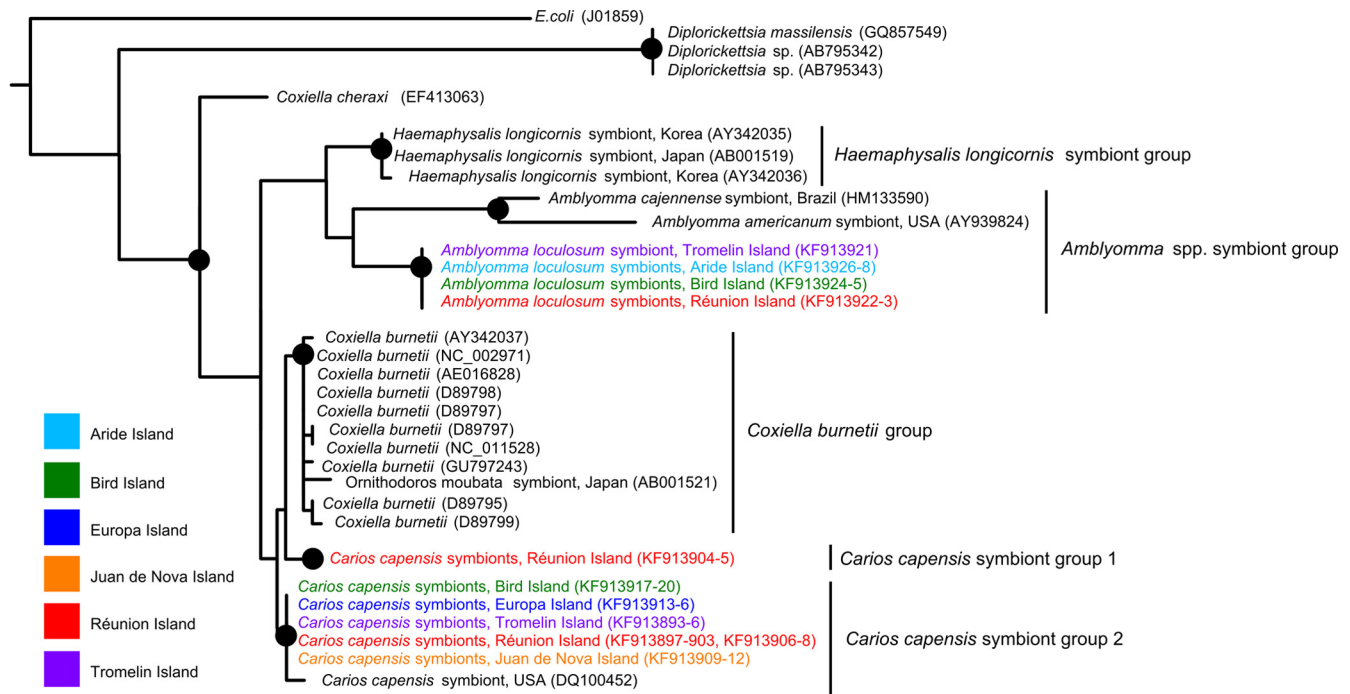 E.coli (J01859)
Diplorickettsia massilensis (GQ857549)
Diplorickettsia sp. (AB795342)
Diplorickettsia sp. (AB795343)
Coxiella cheraxi (EF413063)
Haemaphysalis longicornis symbiont, Korea (AY342035)
Haemaphysalis longicornis symbiont, Japan (AB001519)
Haemaphysalis longicornis symbiont, Korea (AY342036)
Haemaphysalis longicornis symbiont group
Amblyomma cajennense symbiont, Brazil (HM133590)
Amblyomma americanum symbiont, USA (AY939824)
Amblyomma loculosum symbiont, Tromelin Island (KF913921)
Amblyomma loculosum symbionts, Aride Island (KF913926-8)
Amblyomma loculosum symbionts, Bird Island (KF913924-5)
Amblyomma loculosum symbionts, Réunion Island (KF913922-3)
Amblyomma spp. symbiont group
Coxiella burnetii (AY342037)
Coxiella burnetii (NC_002971)
Coxiella burnetii (AE016828)
Coxiella burnetii (D89798)
Coxiella burnetii (D89797)
Coxiella burnetii (D89797)
Coxiella burnetii (NC_011528)
Coxiella burnetii (GU797243)
Ornithodoros moubata symbiont, Japan (AB001521)
Coxiella burnetii (D89795)
Coxiella burnetii (D89799)
Coxiella burnetii group
Carios capensis symbionts, Réunion Island (KF913904-5)
Carios capensis symbiont group 1
Carios capensis symbionts, Bird Island (KF913917-20)
Carios capensis symbionts, Europa Island (KF913913-6)
Carios capensis symbionts, Tromelin Island (KF913893-6)
Carios capensis symbionts, Réunion Island (KF913897-903, KF913906-8)
Carios capensis symbionts, Juan de Nova Island (KF913909-12)
Carios capensis symbiont, USA (DQ100452)
Carios capensis symbiont group 2
Aride Island
Bird Island
Europa Island
Juan de Nova Island
Réunion Island
Tromelin Island